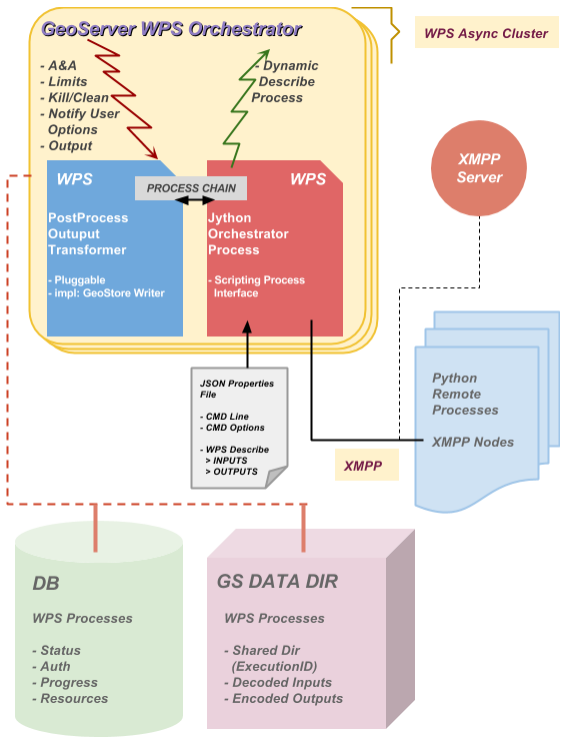 GeoServer WPS Orchestrator
WPS Async Cluster
- A&A
- Limits
- Kill/Clean
- Notify User
Options
- Output
- Dynamic
Describe
Process
XMPP
Server
WPS
WPS
PROCESS CHAIN
PostProcess
Outuput
Transformer
- Pluggable
- impl: GeoStore Writer
Jython
Orchestrator
Process
- Scripting Process
Interface
JSON Properties
File
- CMD Line
- CMD Options
- WPS Describe
> INPUTS
> OUTPUTS
Python
Remote
Processes
XMPP Nodes
XMPP
DB
WPS Processes
- Status
- Auth
- Progress
- Resources
GS DATA DIR
WPS Processes
- Shared Dir
(ExecutionID)
- Decoded Inputs
- Encoded Outputs